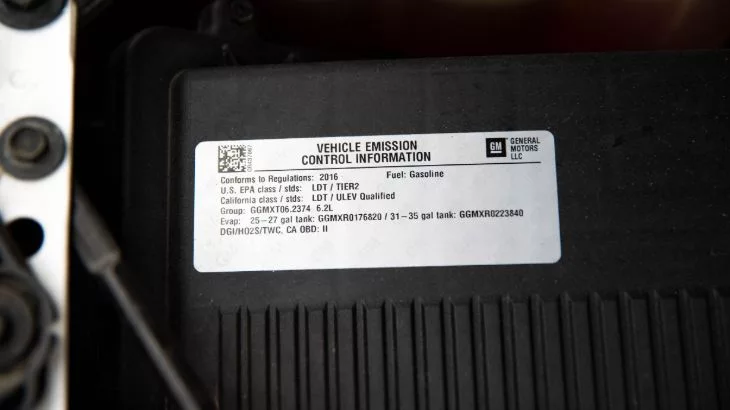 VEHICLE EMISSION
CONTROL INFORMATION
GM
GENERAL
MOTORS
LLC
Conforms to Regulations: 2016 Fuel: Gasoline
U.S. EPA class / stds: LDT / TIER2
California class / stds: LDT / ULEV Qualified
Group: GGMXT06.2374 6.2L
Evap: 25-27 gal tank: GGMXR0176820 / 31-35 gal tank: GGMXR0223840
DGI/HO2S/TWC, CA OBD: II